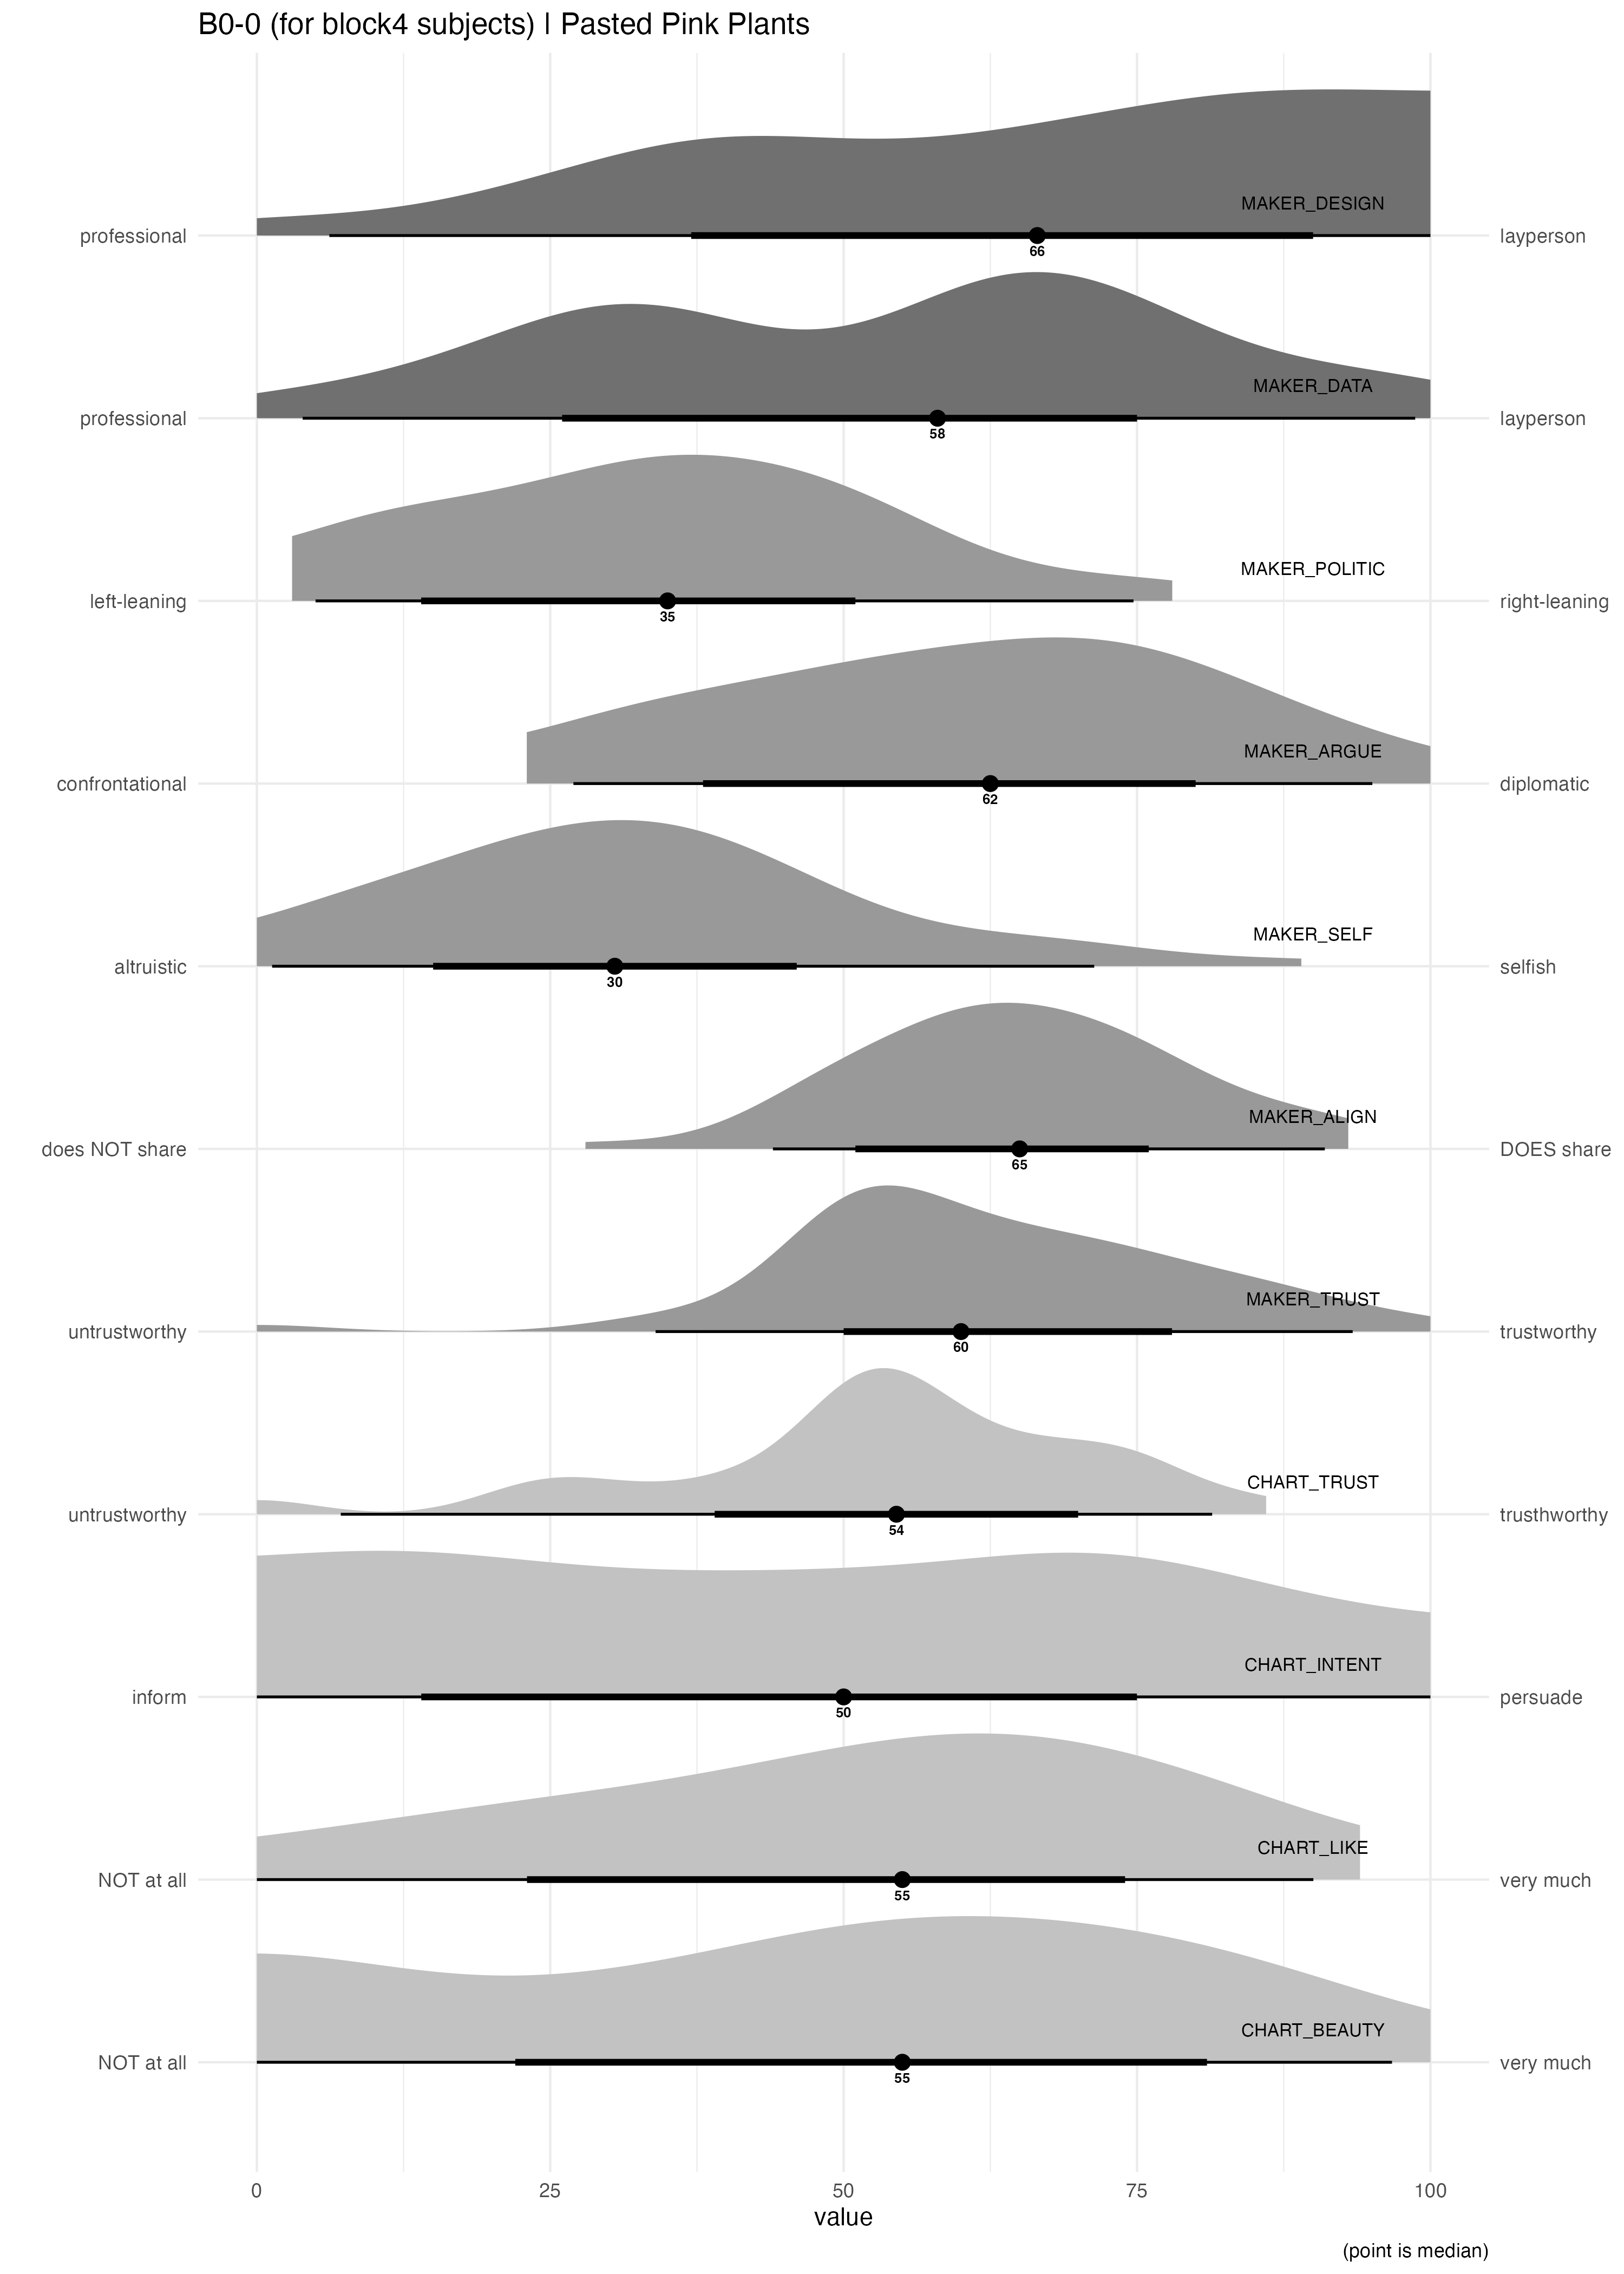 B0-0 (for block4 subjects) | Pasted Pink Plants
MAKER_DESIGN
professional
layperson
66
MAKER_DATA
professional
layperson
58
MAKER_POLITIC
left-leaning
right-leaning
35
MAKER_ARGUE
confrontational
diplomatic
62
MAKER_SELF
altruistic
selfish
30
MAKER_ALIGN
does NOT share
DOES share
65
MAKER_TRUST
untrustworthy
trustworthy
60
CHART_TRUST
untrustworthy
trusthworthy
54
CHART_INTENT
inform
persuade
50
CHART_LIKE
NOT at all
very much
55
CHART_BEAUTY
NOT at all
very much
55
0 25 50 75 100
value
(point is median)